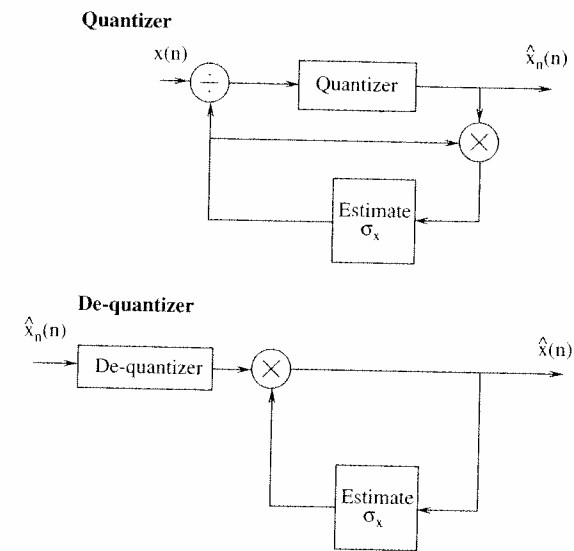 Quantizer
x(n)
x̂ₙ(n)
÷
Quantizer
×
Estimate
σₓ
De-quantizer
x̂ₙ(n)
x̂(n)
De-quantizer
×
Estimate
σₓ